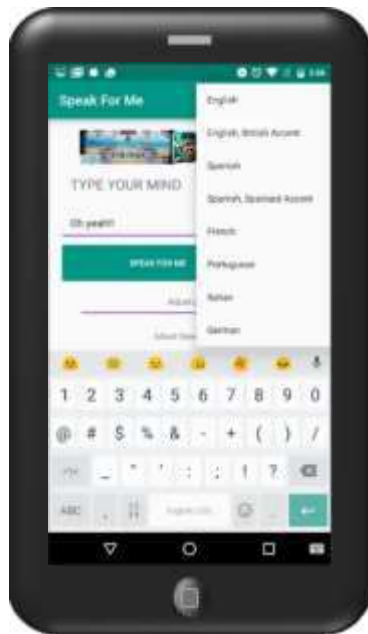 Speak For Me
English
English, British Accent
Spanish
Spanish, Spaniard Accent
French
Portuguese
Italian
German
TYPE YOUR MIND
Oh yeah!!
SPEAK FOR ME
1 2 3 4 5 6 7 8 9 0
@ # $ % & - + ( ) /
_ " ' : ; ! ?
ABC , .